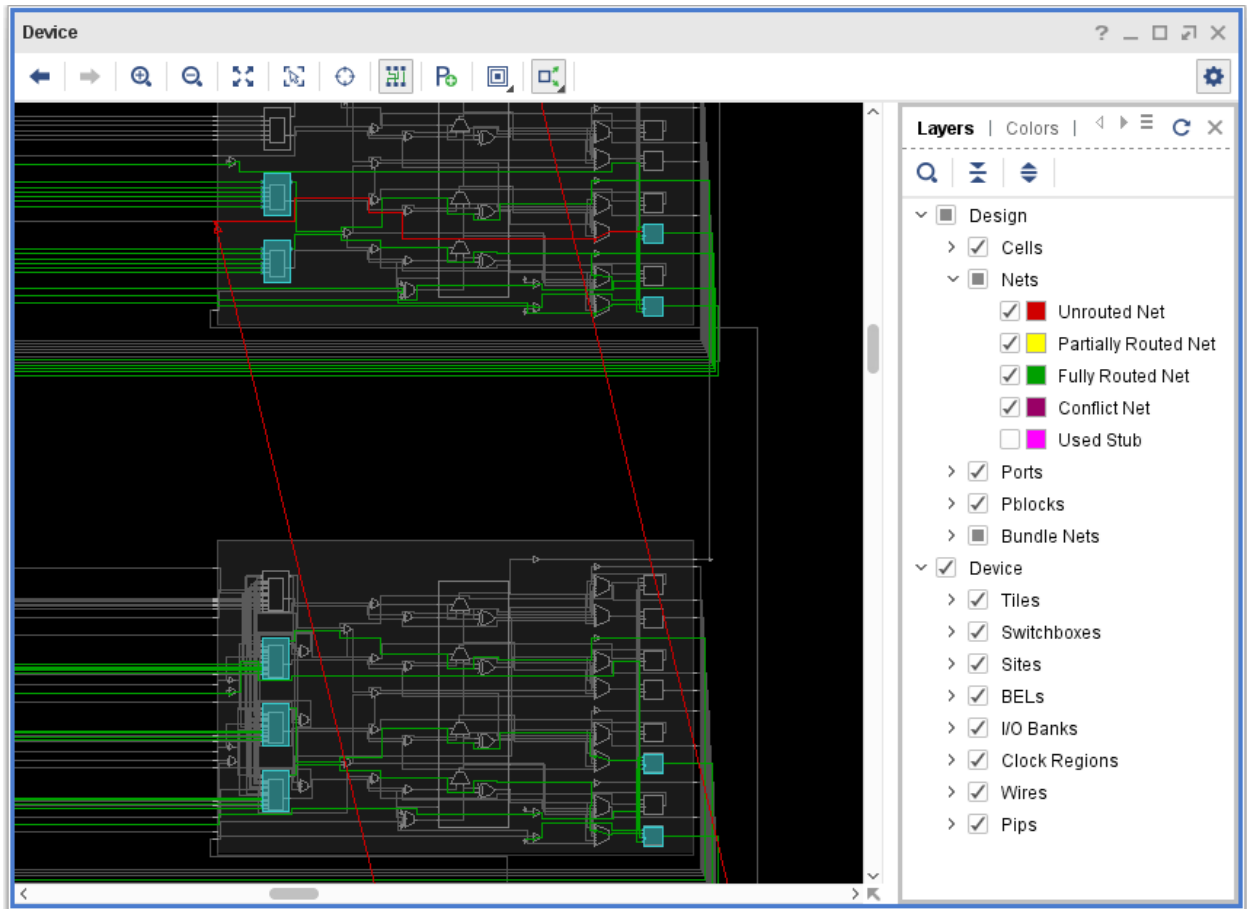 Device
Layers | Colors |
Design
Cells
Nets
Unrouted Net
Partially Routed Net
Fully Routed Net
Conflict Net
Used Stub
Ports
Pblocks
Bundle Nets
Device
Tiles
Switchboxes
Sites
BELs
I/O Banks
Clock Regions
Wires
Pips